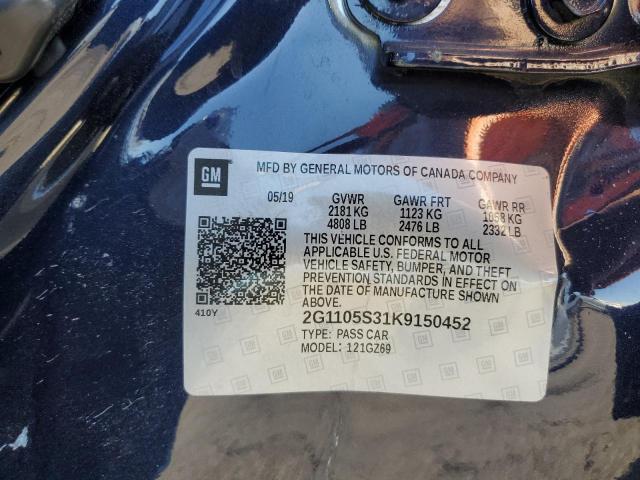 GM
MFD BY GENERAL MOTORS OF CANADA COMPANY
05/19 GVWR GAWR FRT GAWR RR
2181 KG 1123 KG 1058 KG
4808 LB 2476 LB 2332 LB
THIS VEHICLE CONFORMS TO ALL
APPLICABLE U.S. FEDERAL MOTOR
VEHICLE SAFETY, BUMPER, AND THEFT
PREVENTION STANDARDS IN EFFECT ON
THE DATE OF MANUFACTURE SHOWN
ABOVE.
410Y
2G1105S31K9150452
TYPE: PASS CAR
MODEL: 121GZ69